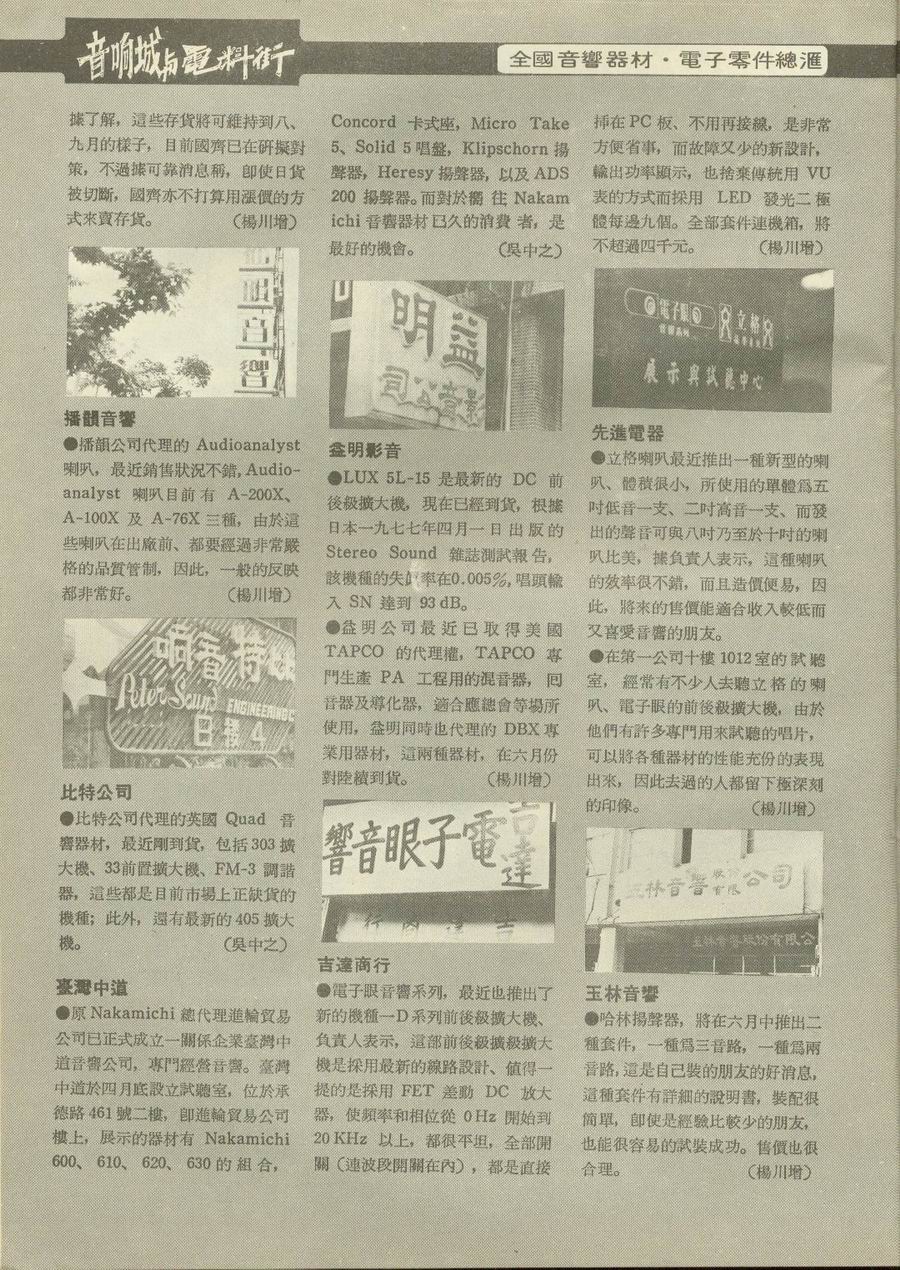 音响城与電料街
全國音響器材・電子零件總滙
據了解，這些存貨將可維持到八、
九月的樣子，目前國齊已在研擬對
策，不過據可靠消息稱，卽使日貨
被切斷，國齊亦不打算用漲價的方
式來賣存貨。（楊川增）
音響
播韻音響
●播韻公司代理的 Audioanalyst
喇叭，最近銷售狀況不錯，Audio-
analyst 喇叭目前有 A-200X、
A-100X 及 A-76X 三種，由於這
些喇叭在出廠前、都要經過非常嚴
格的品質管制，因此，一般的反映
都非常好。（楊川增）
响音特比
Peter Sound
ENGINEERING C
日 樓 4
比特公司
●比特公司代理的英國 Quad 音
響器材，最近剛到貨，包括 303 擴
大機、33前置擴大機、FM-3 調諧
器，這些都是目前市場上正缺貨的
機種；此外，還有最新的 405 擴大
機。（吳中之）
臺灣中道
●原 Nakamichi 總代理進輪貿易
公司已正式成立一關係企業臺灣中
道音響公司，專門經營音響。臺灣
中道於四月底設立試聽室，位於承
德路 461 號二樓，卽進輪貿易公司
樓上，展示的器材有 Nakamichi
600、 610、 620、 630 的組合，
Concord 卡式座，Micro Take
5、Solid 5 唱盤，Klipschorn 揚
聲器，Heresy 揚聲器，以及 ADS
200 揚聲器。而對於嚮往 Nakam
ichi 音響器材已久的消費者，是
最好的機會。（吳中之）
明益
司公響音
益明影音
●LUX 5L-15 是最新的 DC 前
後級擴大機，現在已經到貨，根據
日本一九七七年四月一日出版的
Stereo Sound 雜誌測試報告，
該機種的失真率在0.005%，唱頭輸
入 SN 達到 93 dB。
●益明公司最近已取得美國
TAPCO 的代理權，TAPCO 專
門生產 PA 工程用的混音器，囘
音器及導化器，適合應總會等場所
使用，益明同時也代理的 DBX 專
業用器材，這兩種器材，在六月份
對陸續到貨。（楊川增）
響音眼子電
吉達
行商達吉
吉達商行
●電子眼音響系列，最近也推出了
新的機種一D系列前後級擴大機、
負責人表示，這部前後級擴級擴大
機是採用最新的線路設計、値得一
提的是採用 FET 差動 DC 放大
器，使頻率和相位從 0 Hz 開始到
20 KHz 以上，都很平坦，全部開
關（連波段開關在內），都是直接
揷在 PC 板、不用再接線，是非常
方便省事，而故障又少的新設計，
輸出功率顯示，也捨棄傳統用 VU
表的方式而採用 LED 發光二極
體每邊九個。全部套件連機箱，將
不超過四千元。（楊川增）
電子眼
立格
展示與試聽中心
先進電器
●立格喇叭最近推出一種新型的喇
叭、體積很小，所使用的單體爲五
吋低音一支、二吋高音一支、而發
出的聲音可與八吋乃至於十吋的喇
叭比美，據負責人表示，這種喇叭
的效率很不錯，而且造價便易，因
此，將來的售價能適合收入較低而
又喜愛音響的朋友。
●在第一公司十樓 1012 室的試聽
室，經常有不少人去聽立格的喇
叭、電子眼的前後級擴大機，由於
他們有許多專門用來試聽的唱片，
可以將各種器材的性能充份的表現
出來，因此去過的人都留下極深刻
的印像。（楊川增）
玉林音響股份有限公司
玉林音響股份有限公
玉林音響
●哈林揚聲器，將在六月中推出二
種套件，一種爲三音路，一種爲兩
音路，這是自己裝的朋友的好消息，
這種套件有詳細的說明書，裝配很
簡單，卽使是經驗比較少的朋友，
也能很容易的試裝成功。售價也很
合理。（楊川增）